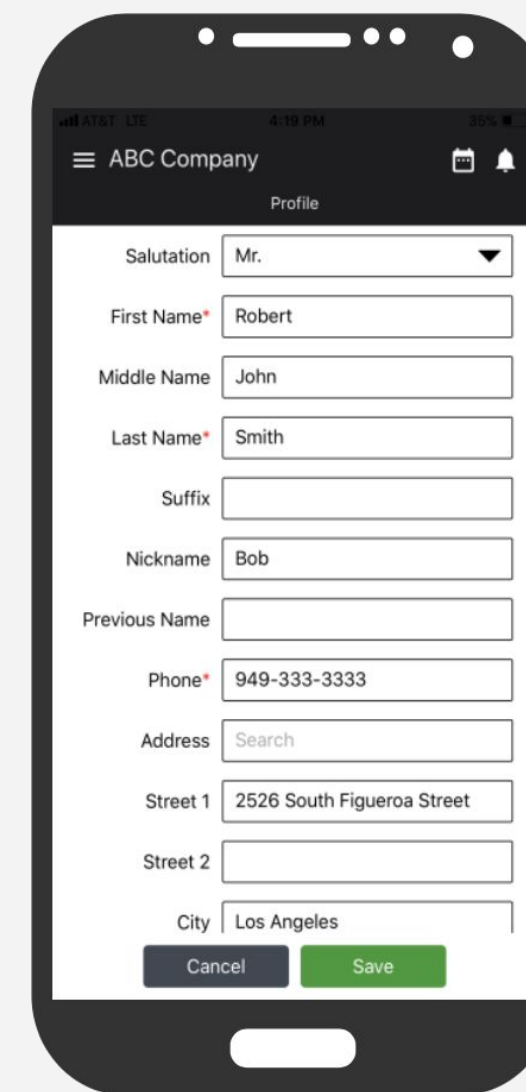 AT&T LTE 4:19 PM 35%
ABC Company
Profile
Salutation Mr.
First Name* Robert
Middle Name John
Last Name* Smith
Suffix
Nickname Bob
Previous Name
Phone* 949-333-3333
Address Search
Street 1 2526 South Figueroa Street
Street 2
City Los Angeles
Cancel Save